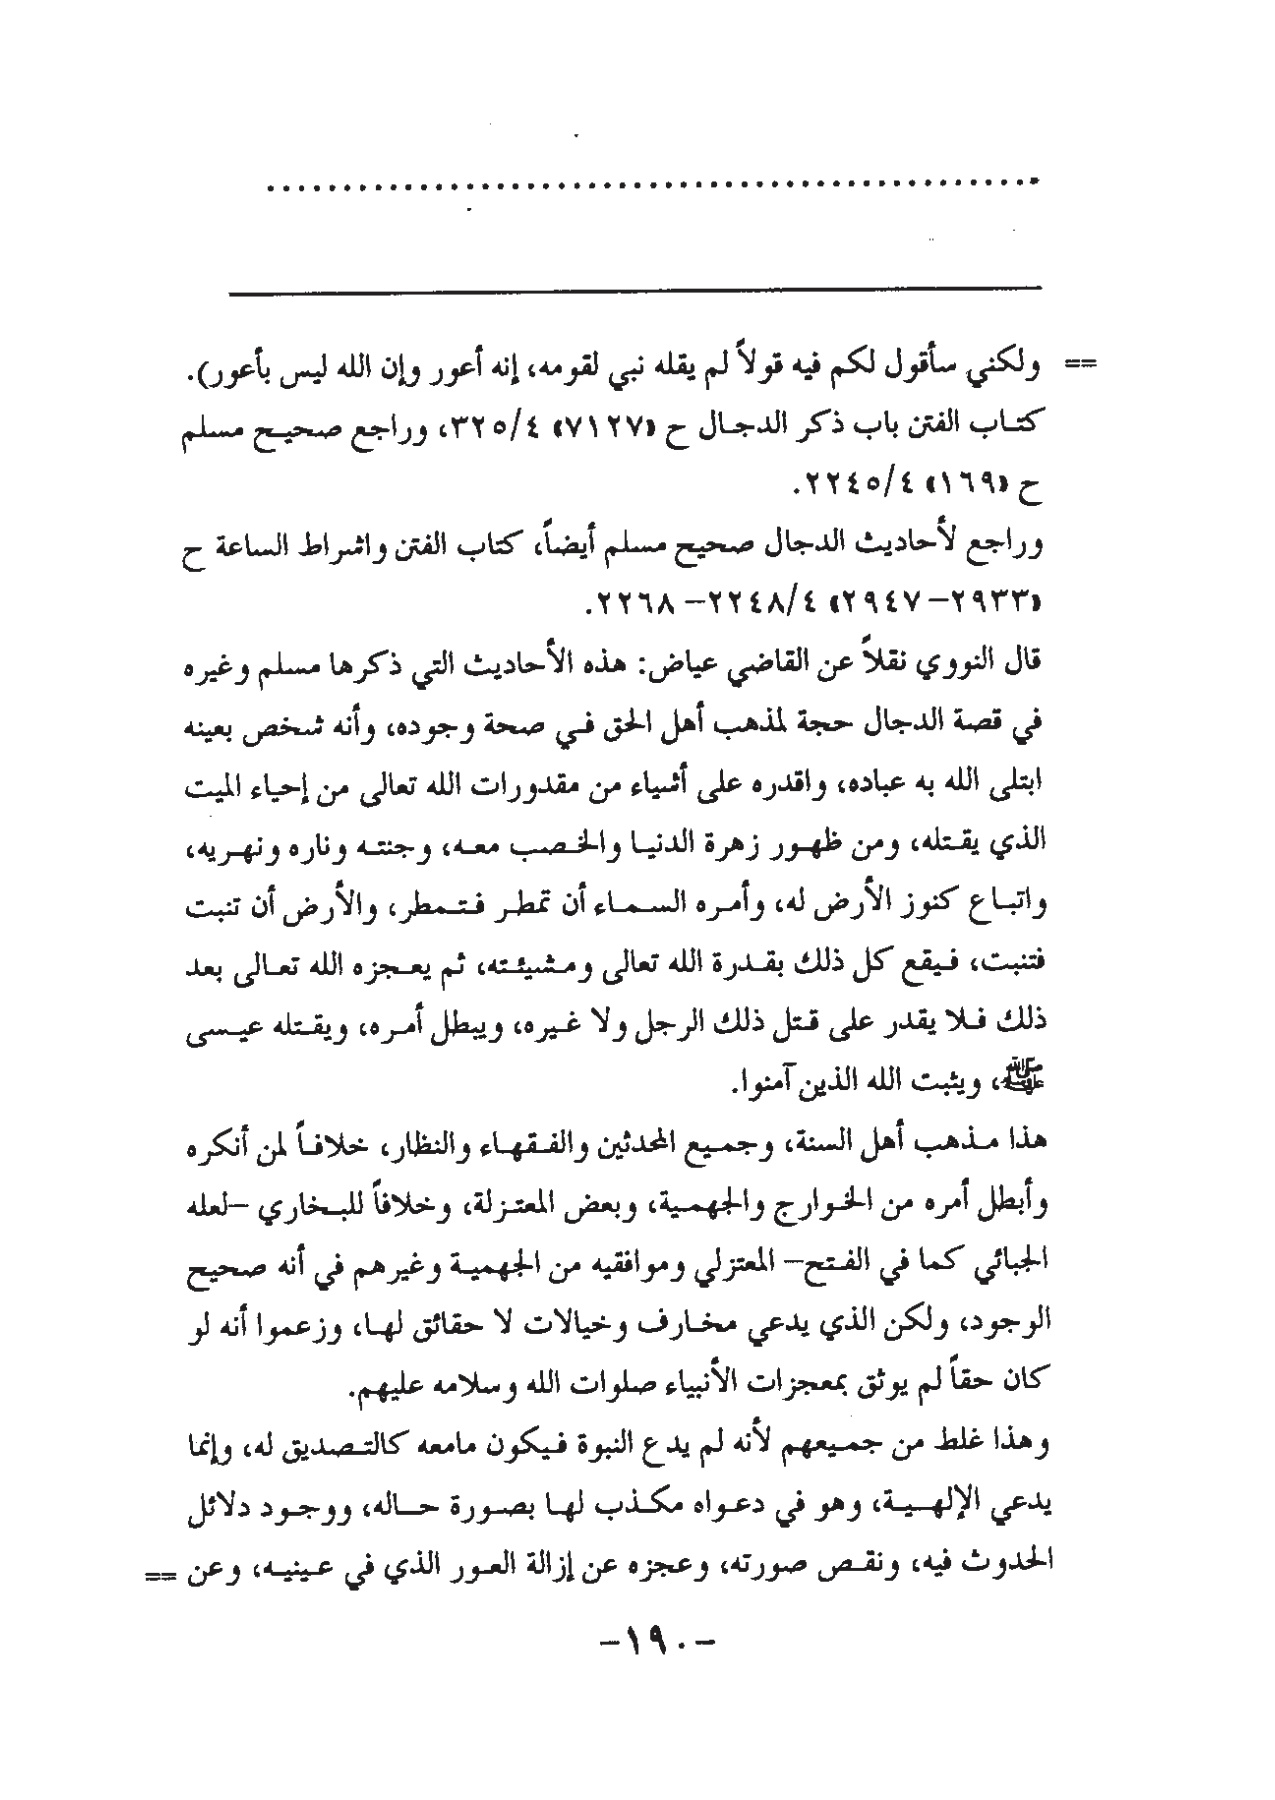 .................................................
== ولكني سأقول لكم فيه قولاً لم يقله نبي لقومه، إنه أعور وإن الله ليس بأعور).
كتاب الفتن باب ذكر الدجال ح (٧١٢٧) ٣٢٥/٤، وراجع صحيح مسلم
ح (١٦٩) ٢٢٤٥/٤.
وراجع لأحاديث الدجال صحيح مسلم أيضاً، كتاب الفتن واشراط الساعة ح
(٢٩٣٣- ٢٩٤٧) ٢٢٤٨/٤- ٢٢٦٨.
قال النووي نقلاً عن القاضي عياض: هذه الأحاديث التي ذكرها مسلم وغيره
في قصة الدجال حجة لمذهب أهل الحق في صحة وجوده، وأنه شخص بعينه
ابتلى الله به عباده، واقدره على أشياء من مقدورات الله تعالى من إحياء الميت
الذي يقتله، ومن ظهور زهرة الدنيا والخصب معه، وجنته وناره ونهريه،
واتباع كنوز الأرض له، وأمره السماء أن تمطر فتمطر، والأرض أن تنبت
فتنبت، فيقع كل ذلك بقدرة الله تعالى ومشيئته، ثم يعجزه الله تعالى بعد
ذلك فلا يقدر على قتل ذلك الرجل ولا غيره، ويبطل أمره، ويقتله عيسى
ﷺ، ويثبت الله الذين آمنوا.
هذا مذهب أهل السنة، وجميع المحدثين والفقهاء والنظار، خلافاً لمن أنكره
وأبطل أمره من الخوارج والجهمية، وبعض المعتزلة، وخلافاً للبخاري -لعله
الجبائي كما في الفتح- المعتزلي وموافقيه من الجهمية وغيرهم في أنه صحيح
الوجود، ولكن الذي يدعي مخارف وخيالات لا حقائق لها، وزعموا أنه لو
كان حقاً لم يوثق بمعجزات الأنبياء صلوات الله وسلامه عليهم.
وهذا غلط من جميعهم لأنه لم يدع النبوة فيكون مامعه كالتصديق له، وإنما
يدعي الإلهية، وهو في دعواه مكذب لها بصورة حاله، ووجود دلائل
الحدوث فيه، ونقص صورته، وعجزه عن إزالة العور الذي في عينيه، وعن ==
-١٩٠-